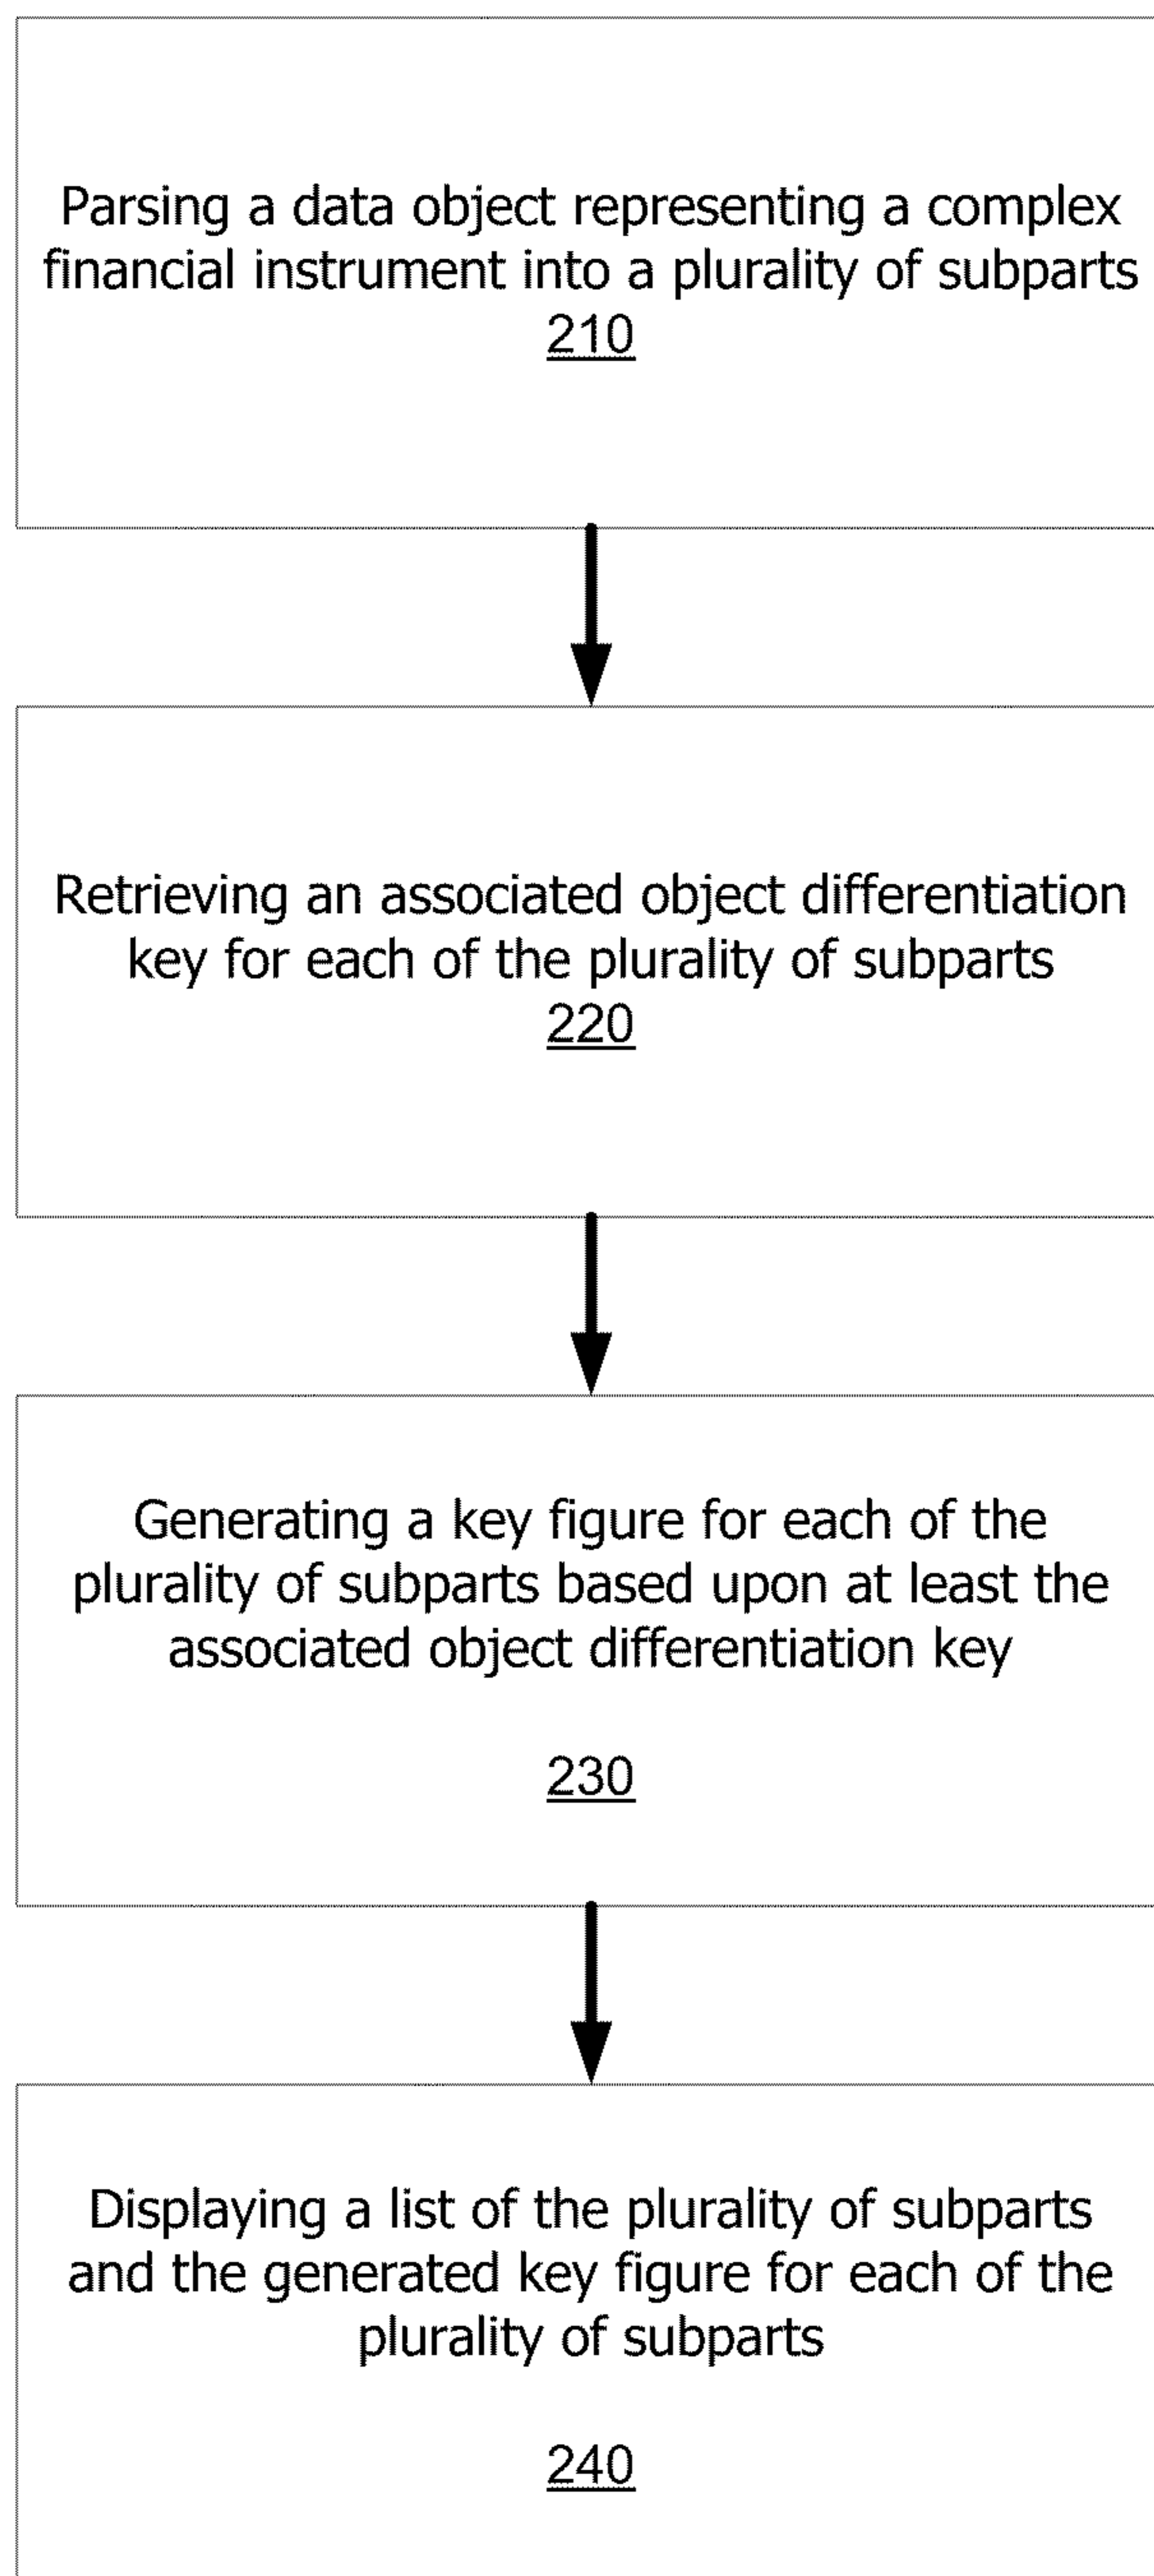 Parsing a data object representing a complex
financial instrument into a plurality of subparts
210
Retrieving an associated object differentiation
key for each of the plurality of subparts
220
Generating a key figure for each of the
plurality of subparts based upon at least the
associated object differentiation key
230
Displaying a list of the plurality of subparts
and the generated key figure for each of the
plurality of subparts
240